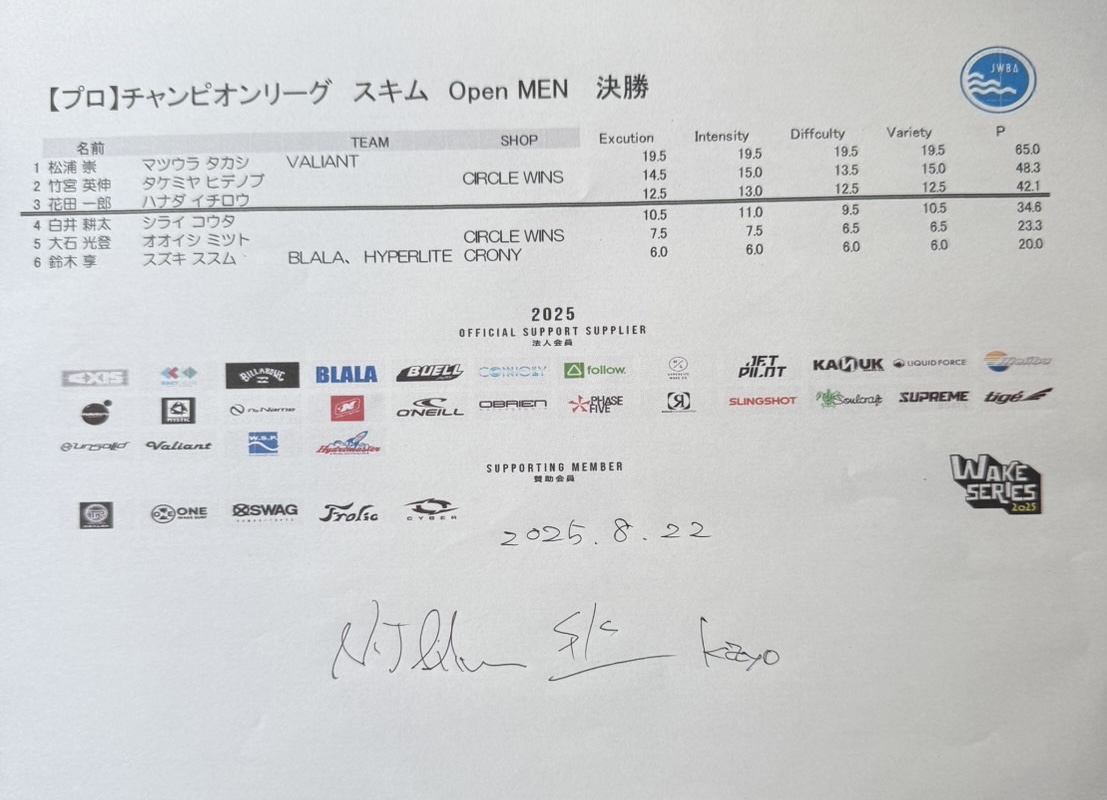 【プロ】チャンピオンリーグ スキム Open MEN 決勝
JWBA
名前 TEAM SHOP Excution Intensity Diffculty Variety P
1 松浦 崇 マツウラ タカシ VALIANT 19.5 19.5 19.5 19.5 65.0
2 竹宮 英伸 タケミヤ ヒデノブ CIRCLE WINS 14.5 15.0 13.5 15.0 48.3
3 花田 一郎 ハナダ イチロウ 12.5 13.0 12.5 12.5 42.1
4 白井 耕太 シライ コウタ 10.5 11.0 9.5 10.5 34.6
5 大石 光登 オオイシ ミツト CIRCLE WINS 7.5 7.5 6.5 6.5 23.3
6 鈴木 享 スズキ ススム BLALA、HYPERLITE CRONY 6.0 6.0 6.0 6.0 20.0
2025
OFFICIAL SUPPORT SUPPLIER
法人会員
AXIS BILLABONG BLALA BUELL follow. JET PILOT KANUK LIQUID FORCE Malibu
MYSTIC noName O'NEILL OBRIEN PHASE FIVE R SLINGSHOT Soulcraft SUPREME tigé
unsalid Valiant W.S.P. Hydromaster
SUPPORTING MEMBER
賛助会員
WAKE SERIES 2025
ONE SWAG Frolic CYBER
2025.8.22
kazyo